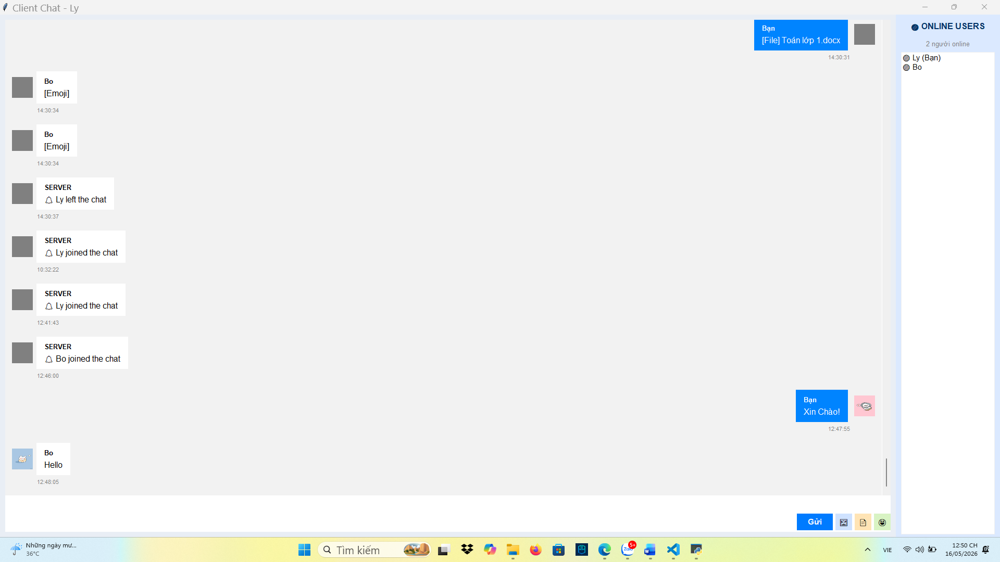 Client Chat - Ly
Bạn
[File] Toán lớp 1.docx
14:30:31
Bo
[Emoji]
14:30:34
Bo
[Emoji]
14:30:34
SERVER
Ly left the chat
14:30:37
SERVER
Ly joined the chat
10:32:22
SERVER
Ly joined the chat
12:41:43
SERVER
Bo joined the chat
12:46:00
Bạn
Xin Chào!
12:47:55
Bo
Hello
12:48:05
Gửi
ONLINE USERS
2 người online
Ly (Bạn)
Bo
Những ngày mư...
36°C
Tìm kiếm
Zalo
5+
VIE
12:50 CH
16/05/2026